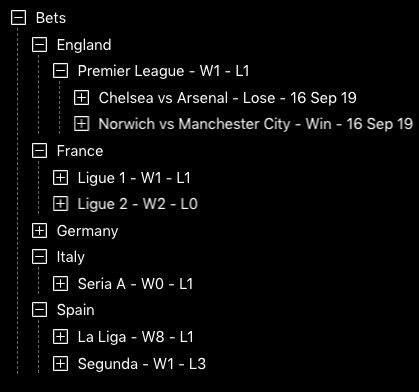 Bets
England
Premier League - W1 - L1
Chelsea vs Arsenal - Lose - 16 Sep 19
Norwich vs Manchester City - Win - 16 Sep 19
France
Ligue 1 - W1 - L1
Ligue 2 - W2 - L0
Germany
Italy
Seria A - W0 - L1
Spain
La Liga - W8 - L1
Segunda - W1 - L3